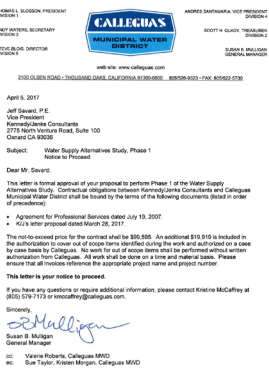 THOMAS L. SLOSSON, PRESIDENT
DIVISION 1
ANDY WATERS, SECRETARY
DIVISION 3
STEVE BLOIS, DIRECTOR
DIVISION 5
CALLEGUAS
MUNICIPAL WATER
DISTRICT
ANDRES SANTAMARIA, VICE PRESIDENT
DIVISION 4
SCOTT H. QUADY, TREASURER
DIVISION 2
SUSAN B. MULLIGAN
GENERAL MANAGER
web site: www.calleguas.com
2100 OLSEN ROAD • THOUSAND OAKS, CALIFORNIA 91360-6800 805/526-9323 • FAX: 805/522-5730
April 5, 2017
Jeff Savard, P.E.
Vice President
Kennedy/Jenks Consultants
2775 North Ventura Road, Suite 100
Oxnard CA 93036
Subject: Water Supply Alternatives Study, Phase 1
Notice to Proceed
Dear Mr. Savard:
This letter is formal approval of your proposal to perform Phase 1 of the Water Supply
Alternatives Study. Contractual obligations between Kennedy/Jenks Consultants and Calleguas
Municipal Water District shall be bound by the terms of the following documents (listed in order
of precedence):
• Agreement for Professional Services dated July 19, 2007.
• K/J's letter proposal dated March 28, 2017.
The not-to-exceed price for the contract shall be $99,595. An additional $19,919 is included in
the authorization to cover out of scope items identified during the work and authorized on a case
by case basis by Calleguas. No work for out of scope items shall be performed without written
authorization from Calleguas. All work shall be done on a time and material basis. Please
ensure that all invoices reference the appropriate project name and project number.
This letter is your notice to proceed.
If you have any questions or require additional information, please contact Kristine McCaffrey at
(805) 579-7173 or kmccaffrey@calleguas.com.
Sincerely,
SBMulligan
Susan B. Mulligan
General Manager
cc: Valerie Roberts, Calleguas MWD
ec: Sue Taylor, Kristen Morgan, Calleguas MWD